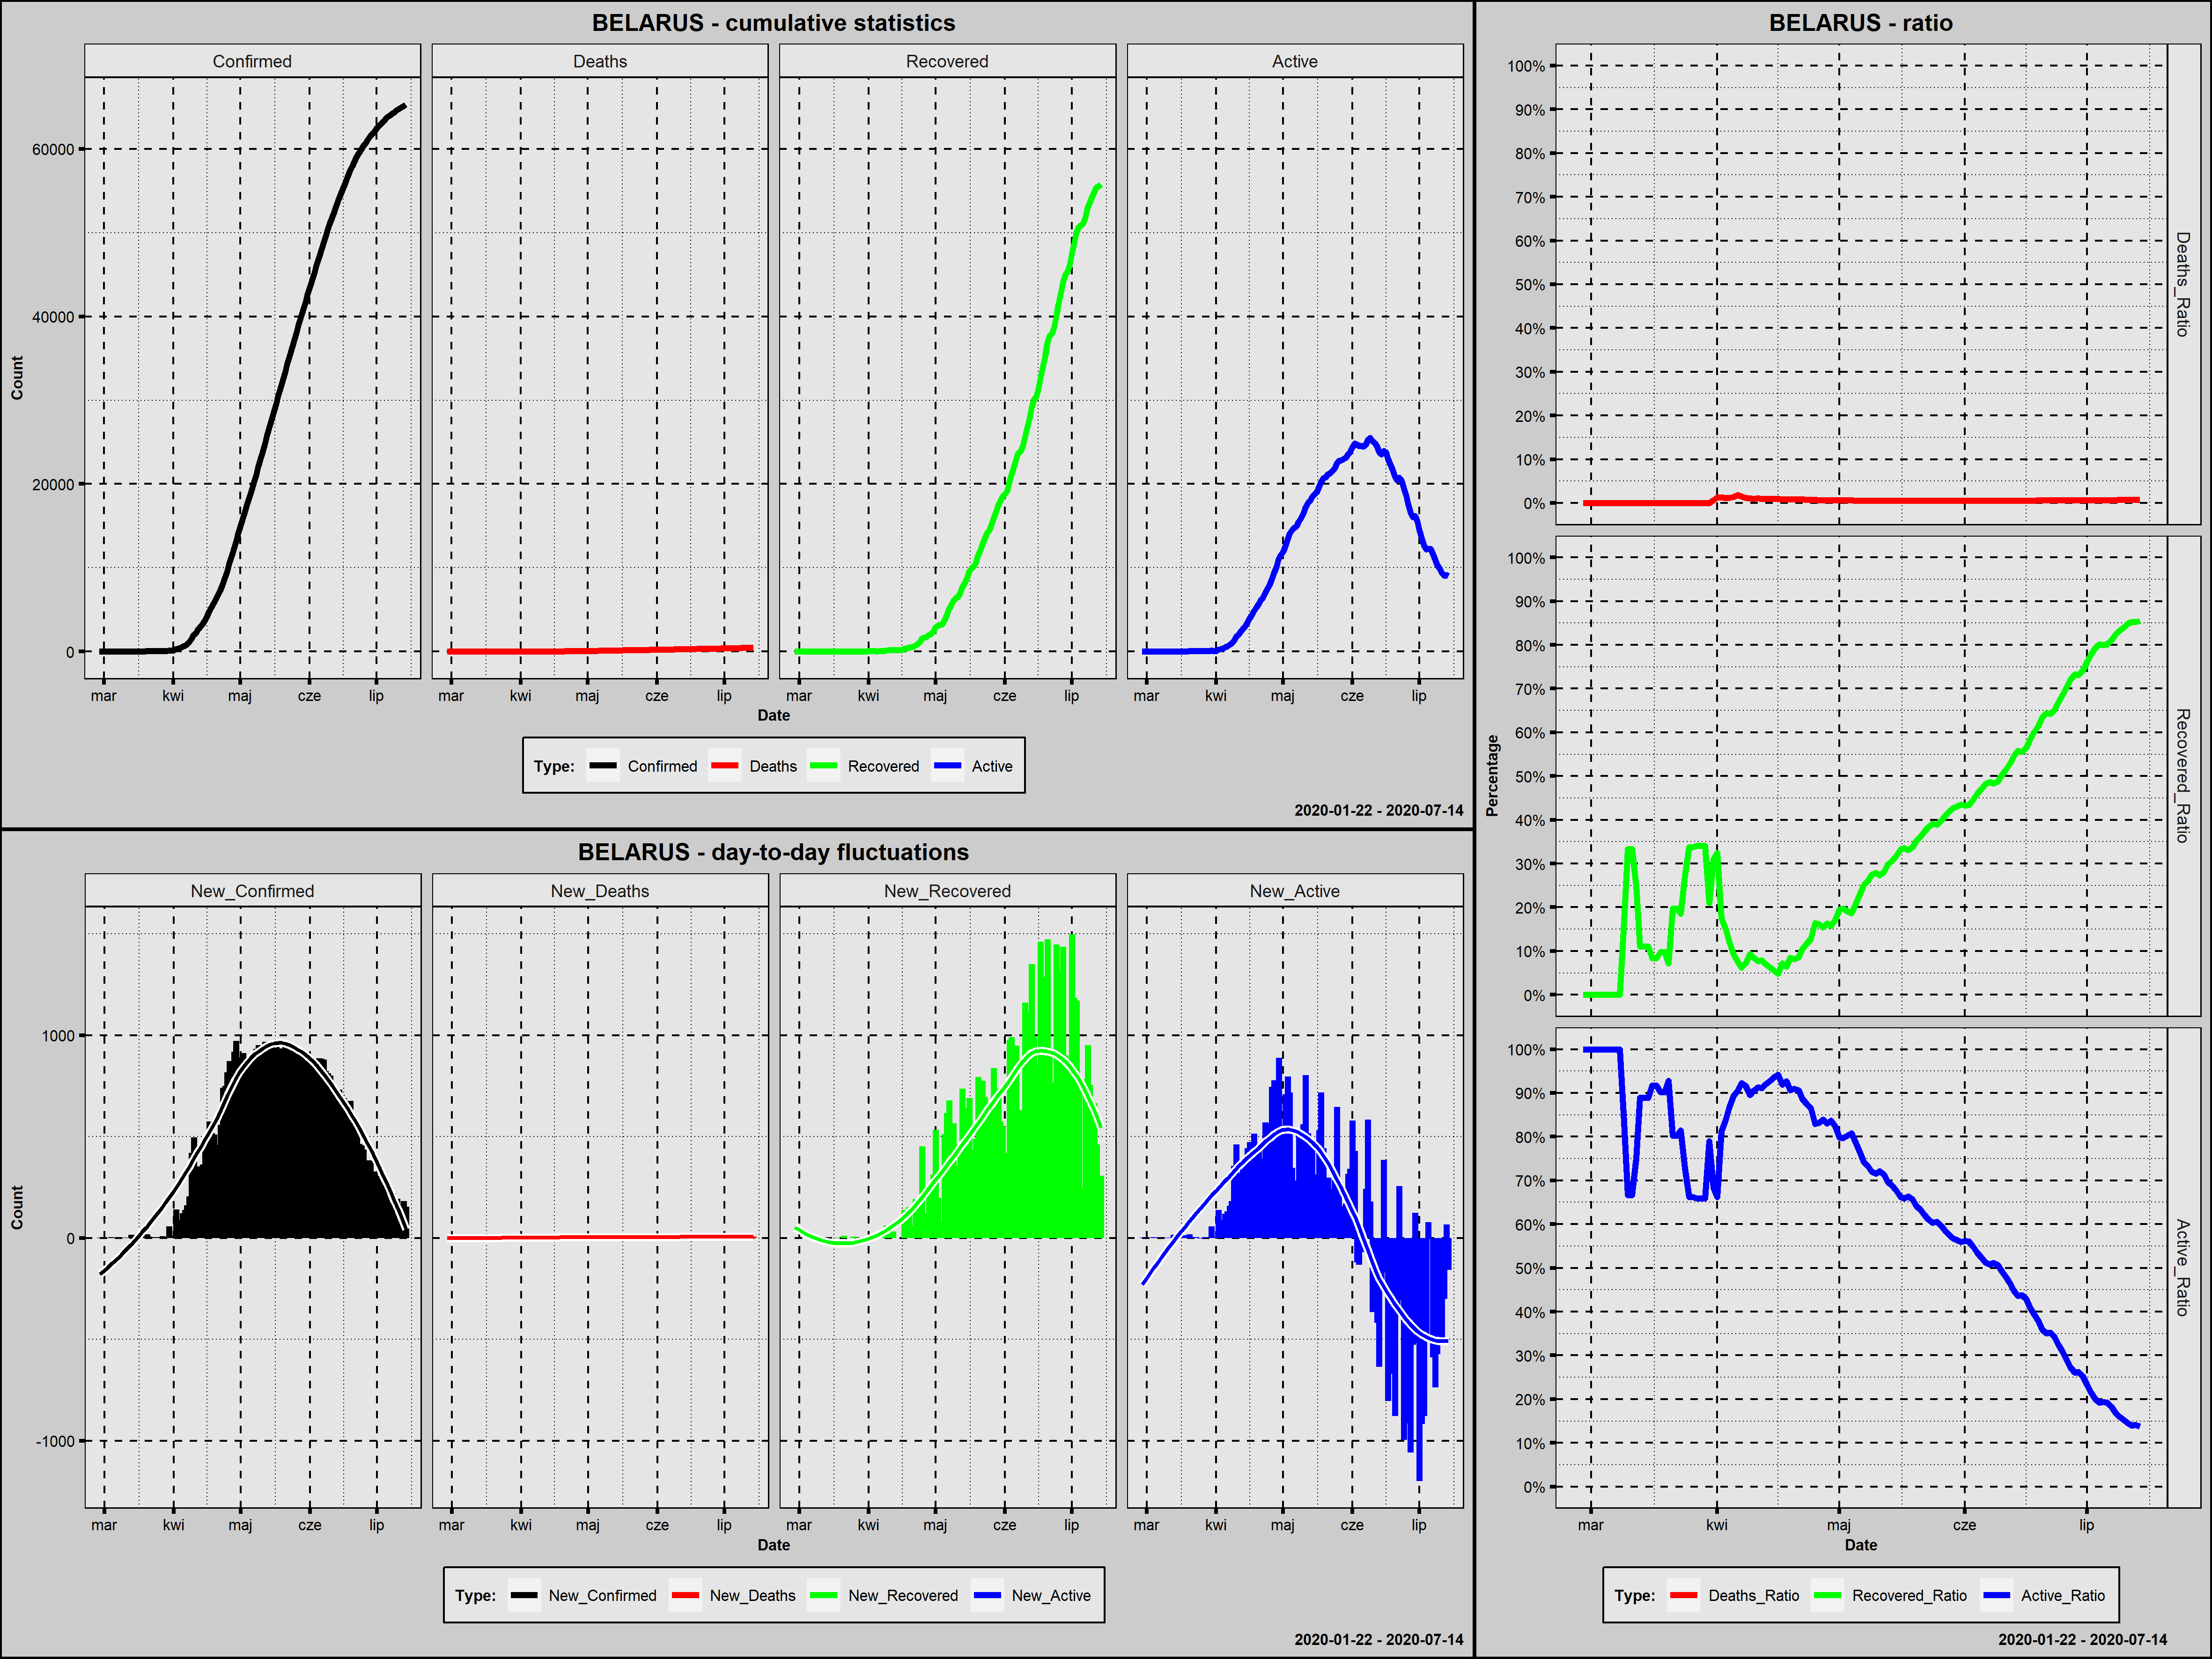 BELARUS - cumulative statistics
Confirmed Deaths Recovered Active
60000
40000
20000
0
Count
mar kwi maj cze lip mar kwi maj cze lip mar kwi maj cze lip mar kwi maj cze lip
Date
Type: Confirmed Deaths Recovered Active
2020-01-22 - 2020-07-14
BELARUS - day-to-day fluctuations
New_Confirmed New_Deaths New_Recovered New_Active
1000
0
-1000
Count
mar kwi maj cze lip mar kwi maj cze lip mar kwi maj cze lip mar kwi maj cze lip
Date
Type: New_Confirmed New_Deaths New_Recovered New_Active
2020-01-22 - 2020-07-14
BELARUS - ratio
100%
90%
80%
70%
60%
50%
40%
30%
20%
10%
0%
Deaths_Ratio
100%
90%
80%
70%
60%
50%
40%
30%
20%
10%
0%
Recovered_Ratio
Percentage
100%
90%
80%
70%
60%
50%
40%
30%
20%
10%
0%
Active_Ratio
mar kwi maj cze lip
Date
Type: Deaths_Ratio Recovered_Ratio Active_Ratio
2020-01-22 - 2020-07-14